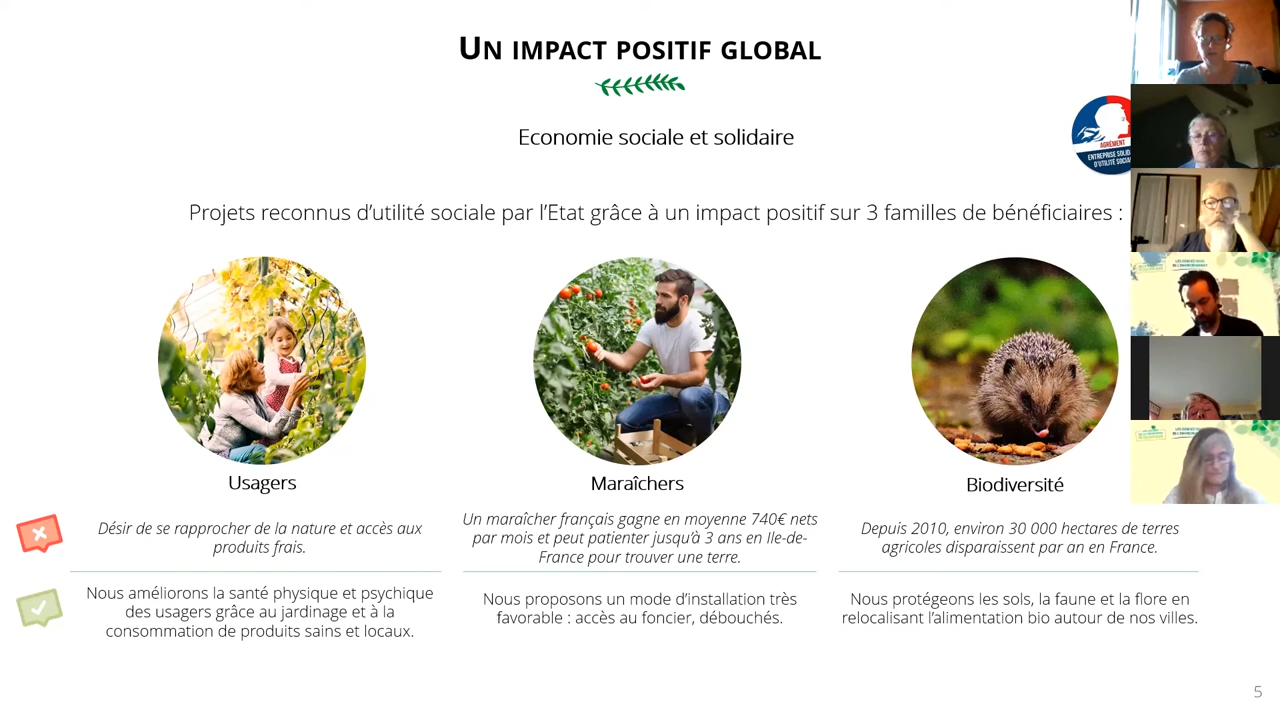 UN IMPACT POSITIF GLOBAL
Economie sociale et solidaire
AGRÉMENT
ENTREPRISE
D'UTILITÉ
Projets reconnus d'utilité sociale par l'Etat grâce à un impact positif sur 3 familles de bénéficiaires :
Usagers
Désir de se rapprocher de la nature et accès aux
produits frais.
Nous améliorons la santé physique et psychique
des usagers grâce au jardinage et à la
consommation de produits sains et locaux.
Maraîchers
Un maraîcher français gagne en moyenne 740€ nets
par mois et peut patienter jusqu'à 3 ans en Ile-de-
France pour trouver une terre.
Nous proposons un mode d'installation très
favorable : accès au foncier, débouchés.
Biodiversité
Depuis 2010, environ 30 000 hectares de terres
agricoles disparaissent par an en France.
Nous protégeons les sols, la faune et la flore en
relocalisant l'alimentation bio autour de nos villes.
5